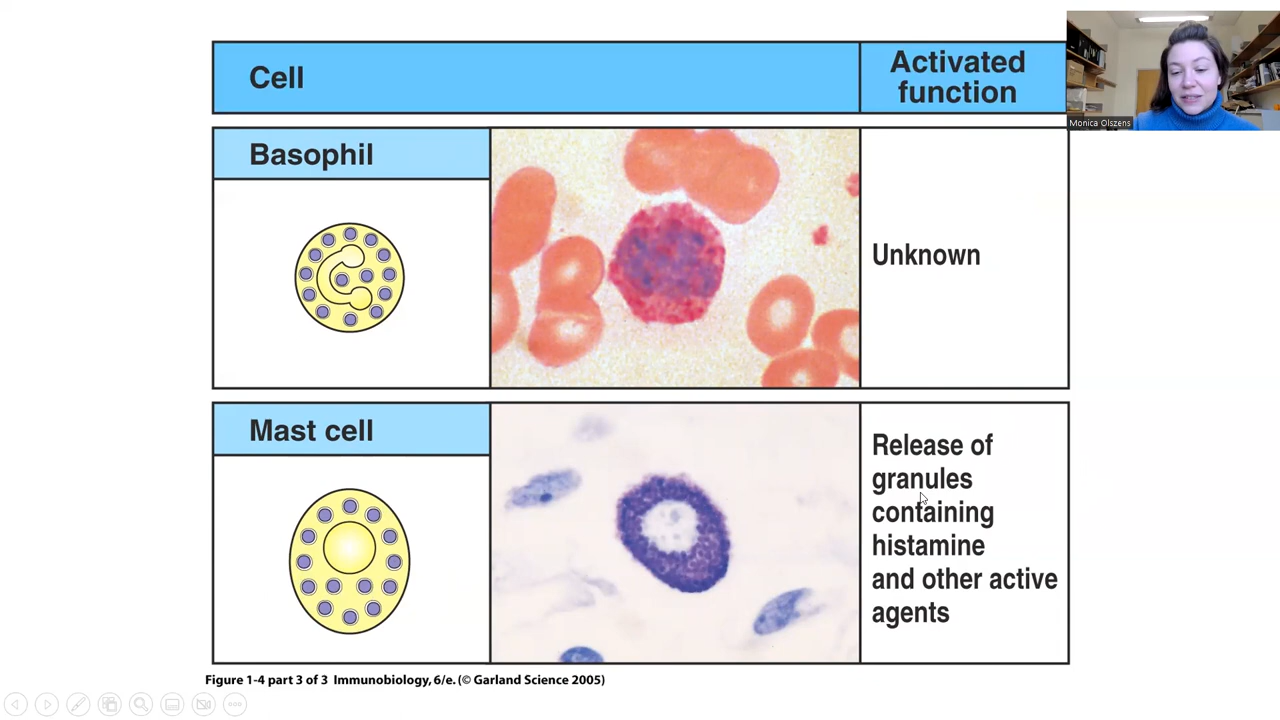 Cell
Activated
function
Monica Olszens
Basophil
Unknown
Mast cell
Release of
granules
containing
histamine
and other active
agents
Figure 1-4 part 3 of 3 Immunobiology, 6/e. (© Garland Science 2005)